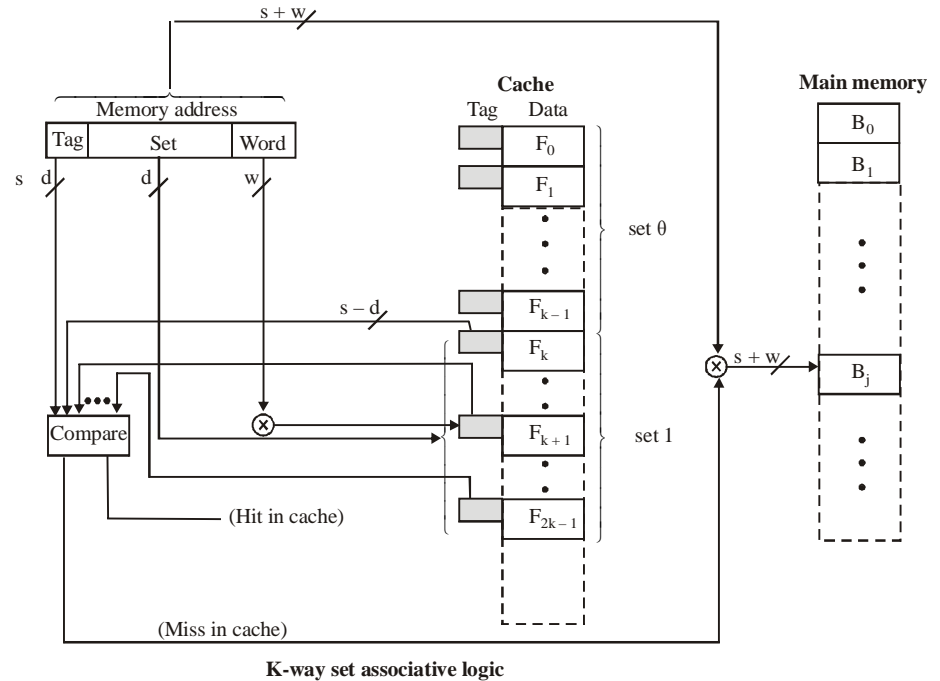 s + w
Cache
Main memory
Memory address
Tag Data
Tag Set Word
F0
B0
F1
B1
s d d w
set θ
Fk – 1
s – d
Fk
s + w
Bj
Compare
Fk + 1
set 1
F2k – 1
(Hit in cache)
(Miss in cache)
K-way set associative logic